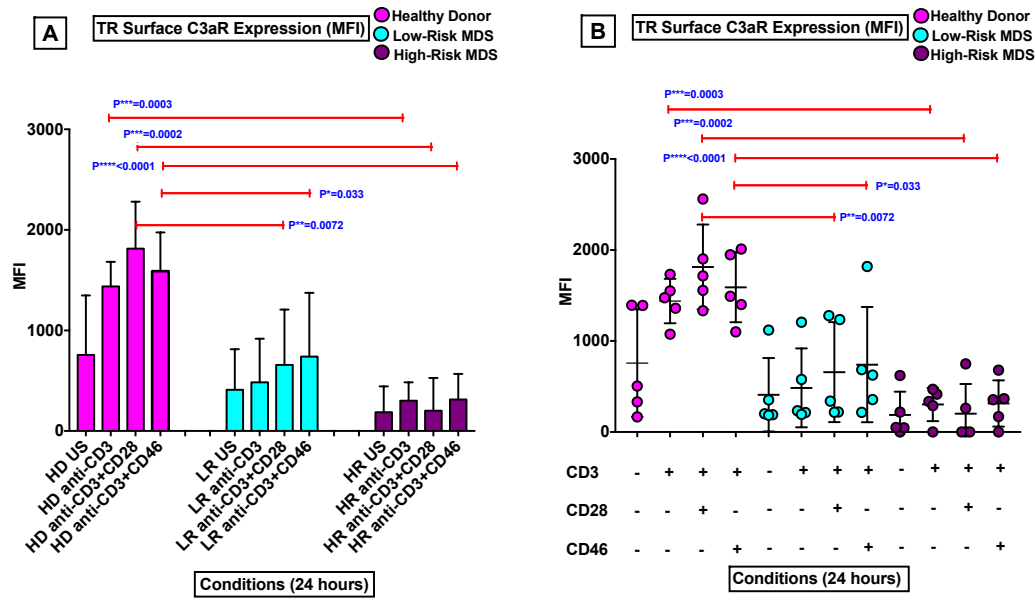 A
TR Surface C3aR Expression (MFI)
Healthy Donor
Low-Risk MDS
High-Risk MDS
P***=0.0003
P***=0.0002
P****<0.0001
P*=0.033
P**=0.0072
3000
2000
1000
0
MFI
HD US
HD anti-CD3
HD anti-CD3+CD28
HD anti-CD3+CD46
LR US
LR anti-CD3
LR anti-CD3+CD28
LR anti-CD3+CD46
HR US
HR anti-CD3
HR anti-CD3+CD28
HR anti-CD3+CD46
Conditions (24 hours)
B
TR Surface C3aR Expression (MFI)
Healthy Donor
Low-Risk MDS
High-Risk MDS
P***=0.0003
P***=0.0002
P****<0.0001
P*=0.033
P**=0.0072
3000
2000
1000
0
MFI
CD3 - + + + - + + + - + + +
CD28 - - + - - - + - - - + -
CD46 - - - + - - - + - - - +
Conditions (24 hours)